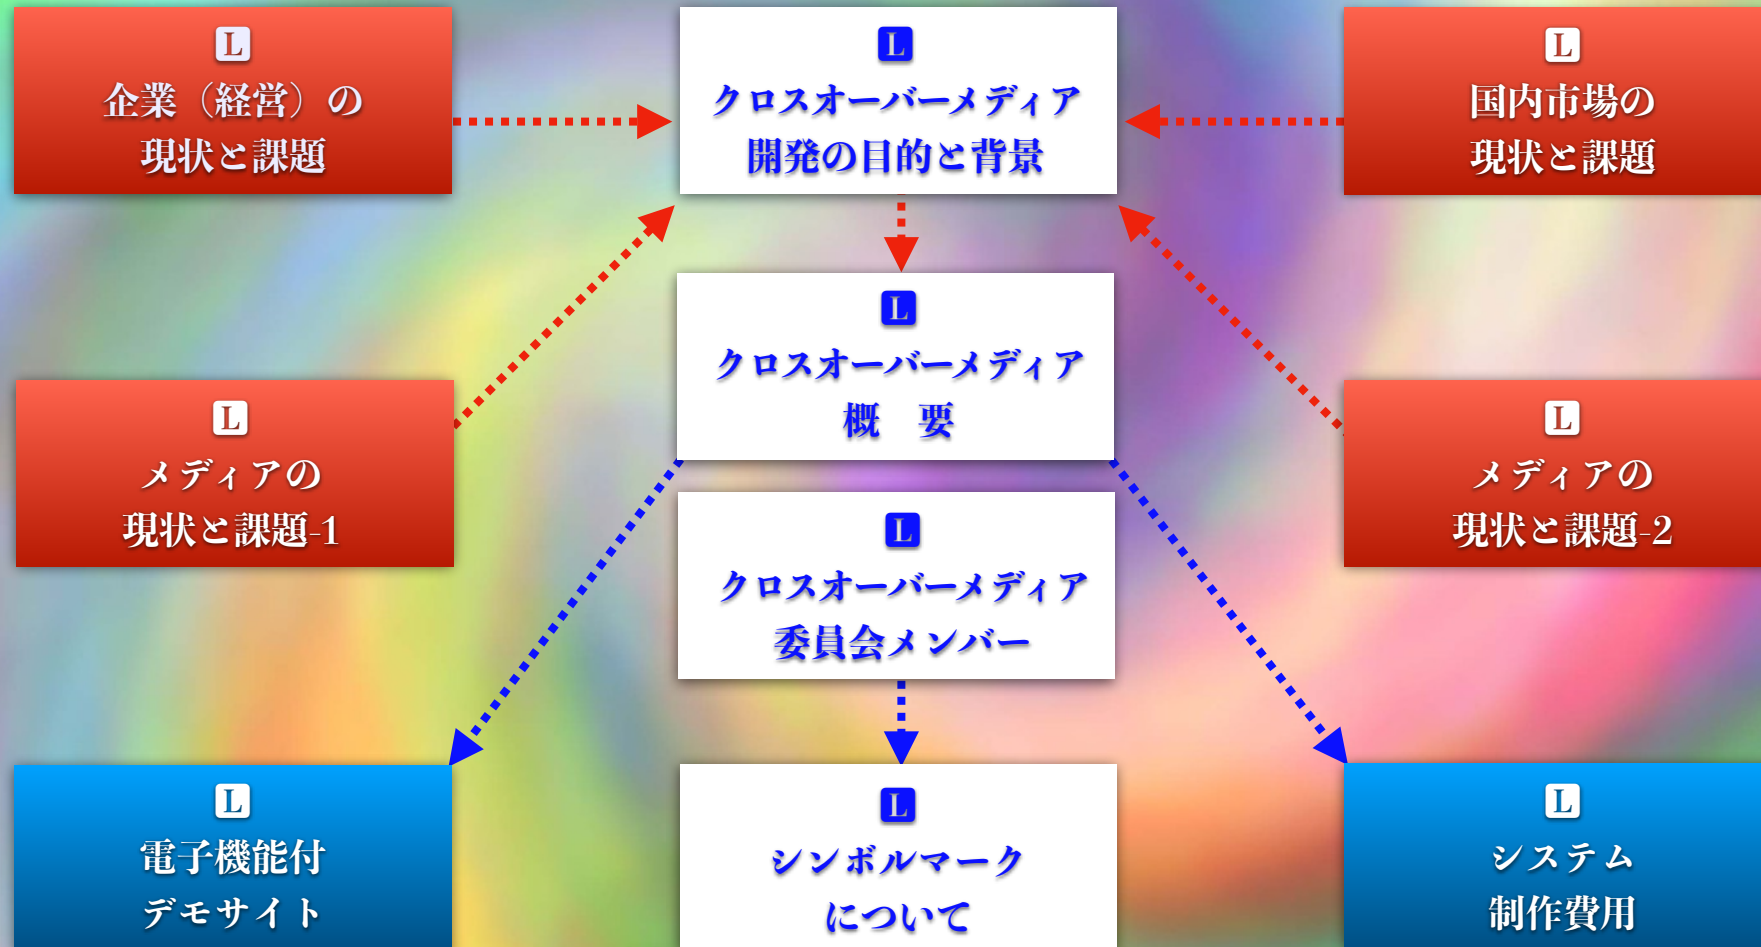 L
企業（経営）の
現状と課題
L
クロスオーバーメディア
開発の目的と背景
L
国内市場の
現状と課題
L
クロスオーバーメディア
概　要
L
メディアの
現状と課題-1
L
メディアの
現状と課題-2
L
クロスオーバーメディア
委員会メンバー
L
電子機能付
デモサイト
L
シンボルマーク
について
L
システム
制作費用